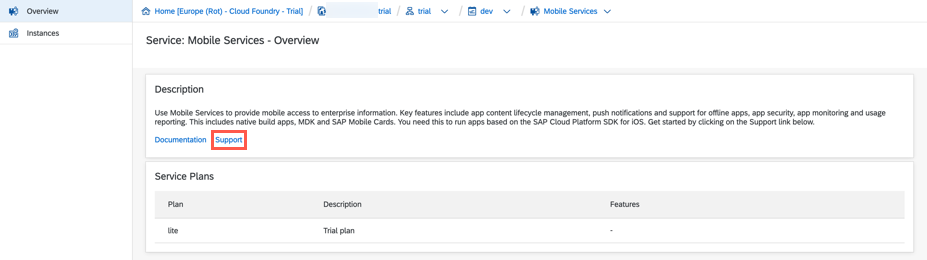 Overview
Instances
Home [Europe (Rot) - Cloud Foundry - Trial] / trial / trial / dev / Mobile Services
Service: Mobile Services - Overview
Description
Use Mobile Services to provide mobile access to enterprise information. Key features include app content lifecycle management, push notifications and support for offline apps, app security, app monitoring and usage
reporting. This includes native build apps, MDK and SAP Mobile Cards. You need this to run apps based on the SAP Cloud Platform SDK for iOS. Get started by clicking on the Support link below.
Documentation Support
Service Plans
Plan Description Features
lite Trial plan -